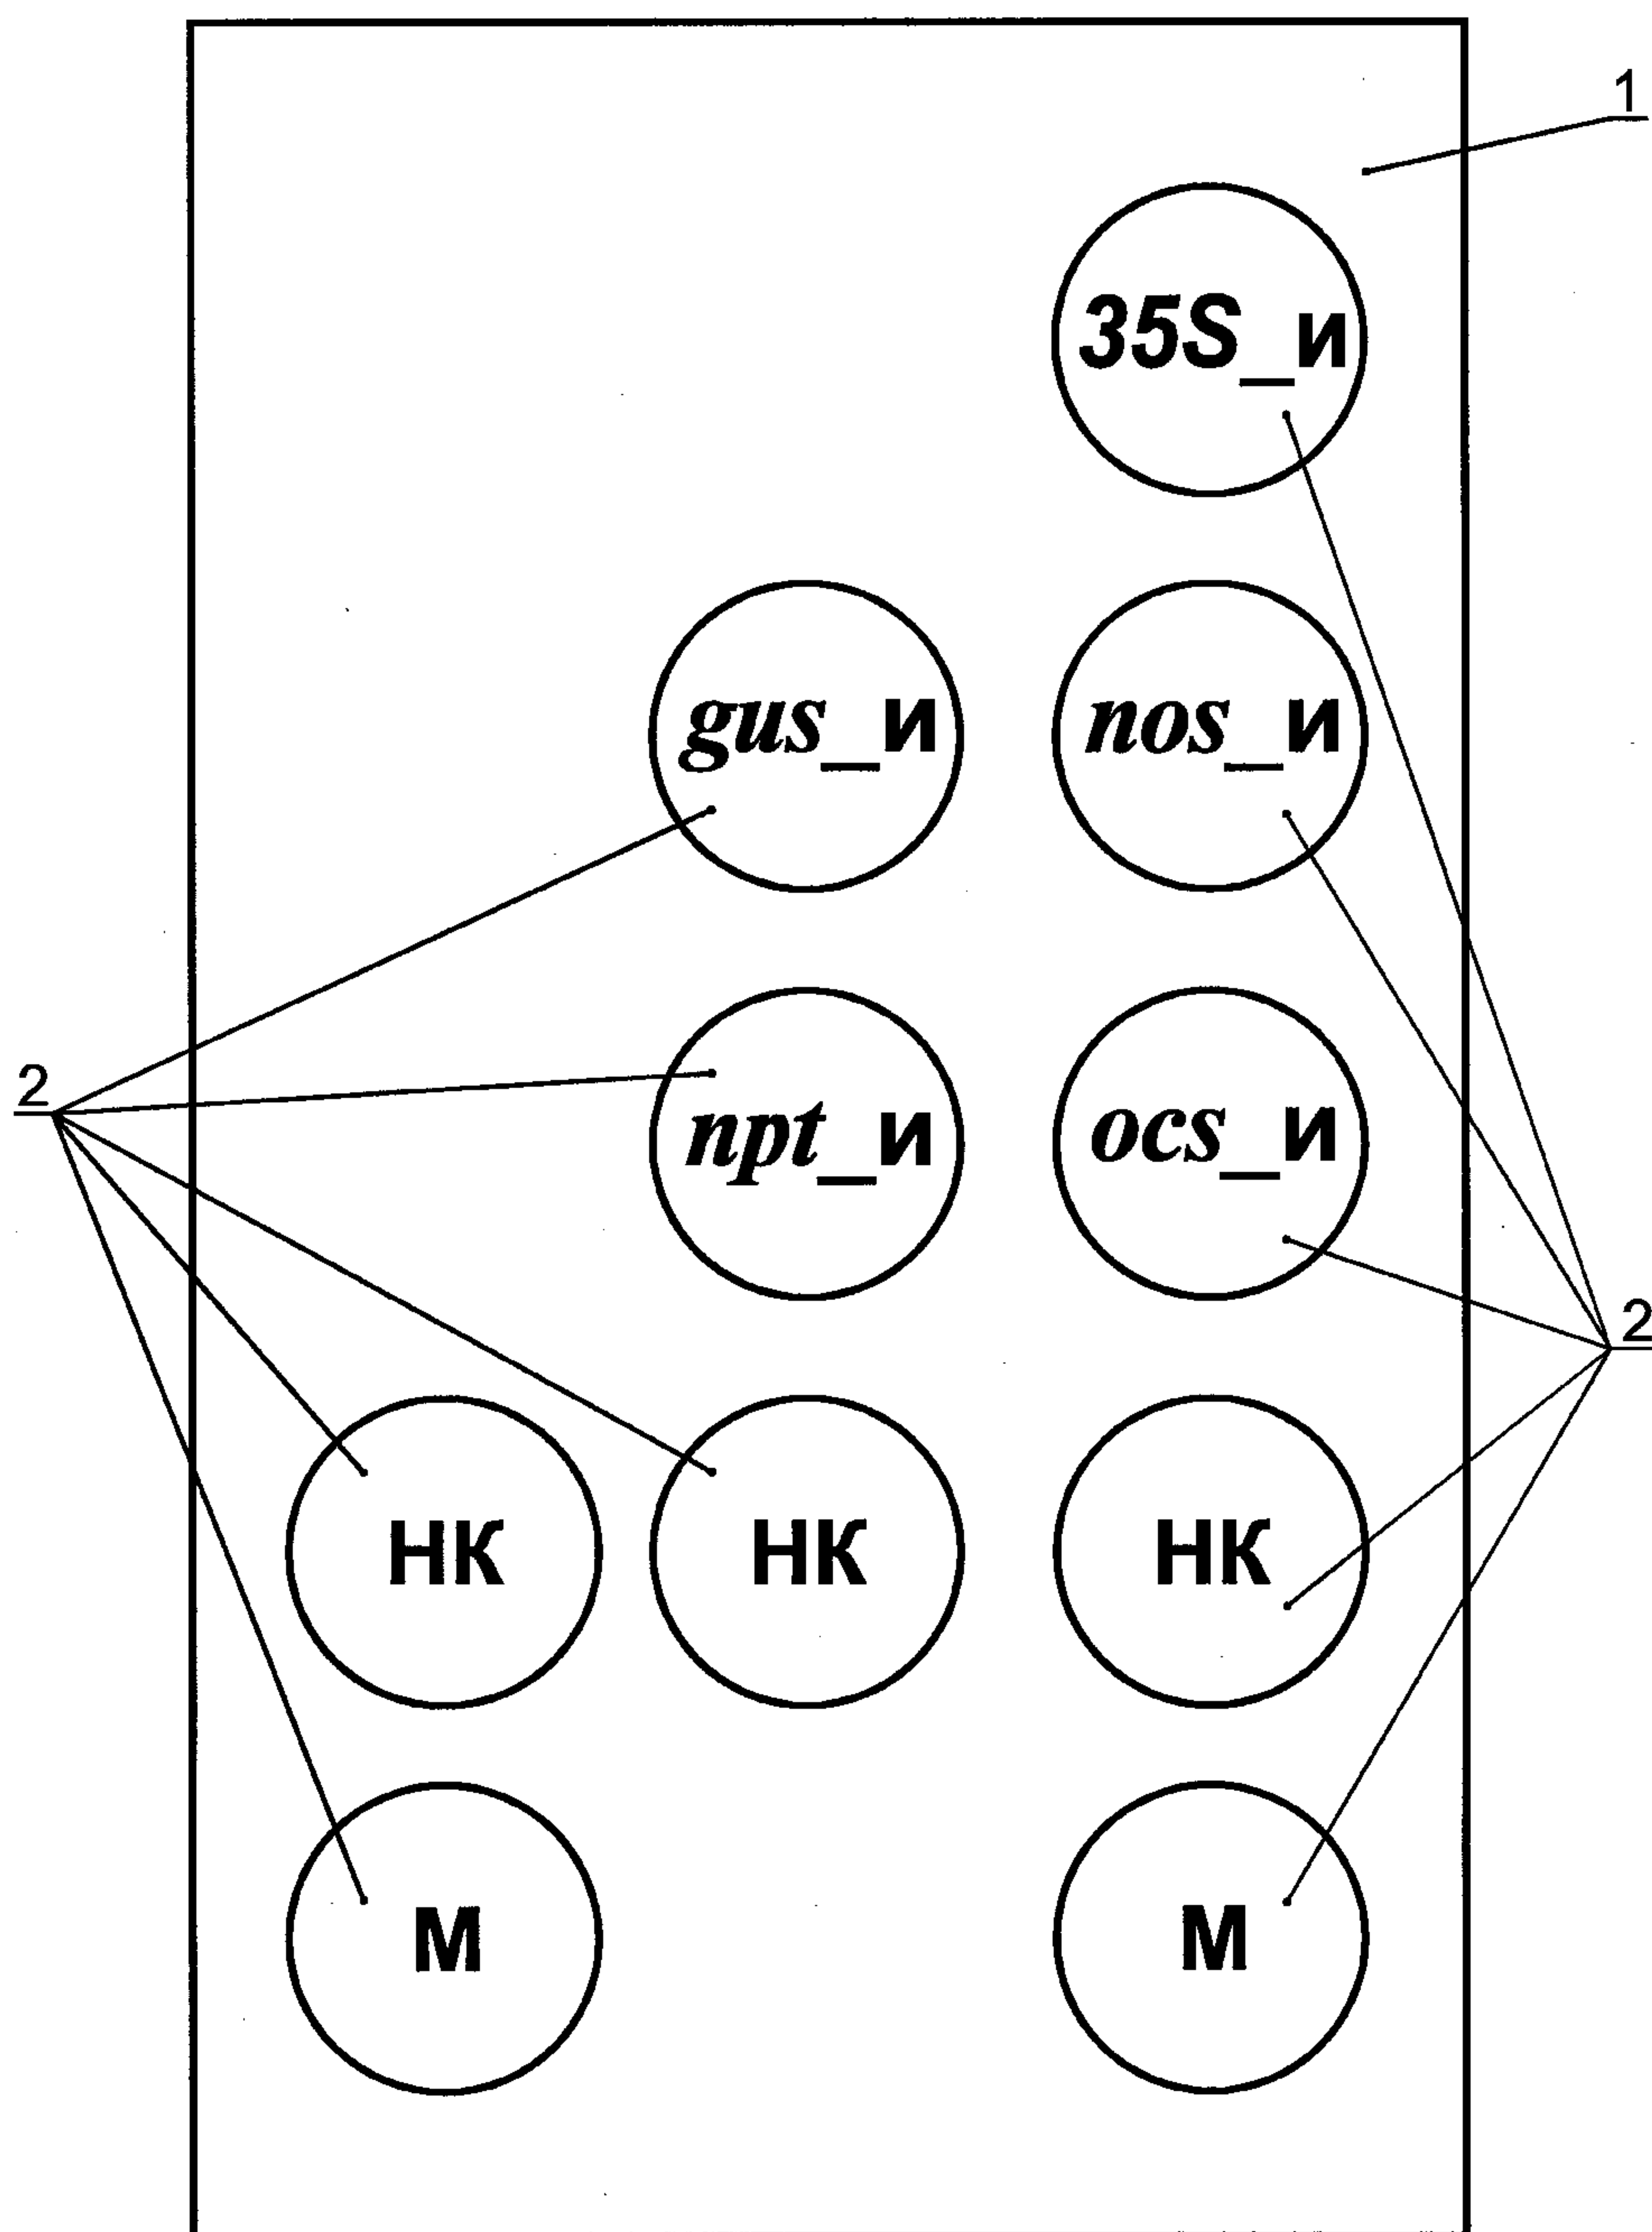 1
35S_и
gus_и nos_и
2
npt_и ocs_и
2
НК НК НК
М М